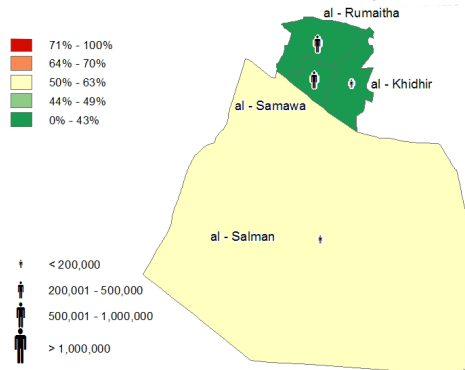 al - Rumaitha
71% - 100%
64% - 70%
50% - 63%
44% - 49%
0% - 43%
al - Khidhir
al - Samawa
al - Salman
< 200,000
200,001 - 500,000
500,001 - 1,000,000
> 1,000,000